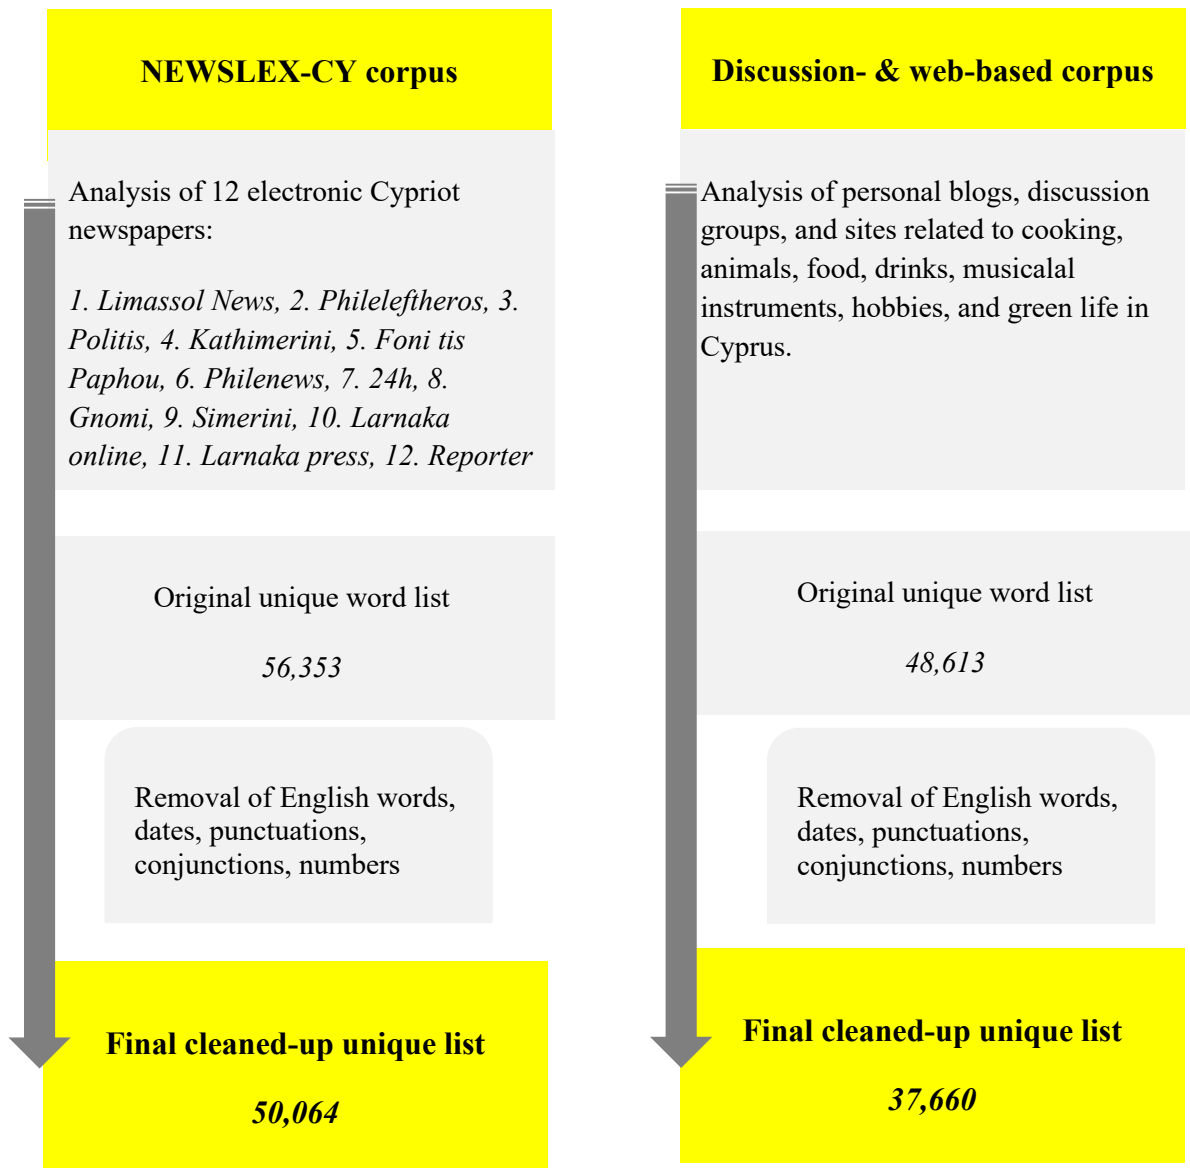 NEWSLEX-CY corpus
Analysis of 12 electronic Cypriot
newspapers:
1. Limassol News, 2. Phileleftheros, 3.
Politis, 4. Kathimerini, 5. Foni tis
Paphou, 6. Philenews, 7. 24h, 8.
Gnomi, 9. Simerini, 10. Larnaka
online, 11. Larnaka press, 12. Reporter
Original unique word list
56,353
Removal of English words,
dates, punctuations,
conjunctions, numbers
Final cleaned-up unique list
50,064
Discussion- & web-based corpus
Analysis of personal blogs, discussion
groups, and sites related to cooking,
animals, food, drinks, musicalal
instruments, hobbies, and green life in
Cyprus.
Original unique word list
48,613
Removal of English words,
dates, punctuations,
conjunctions, numbers
Final cleaned-up unique list
37,660